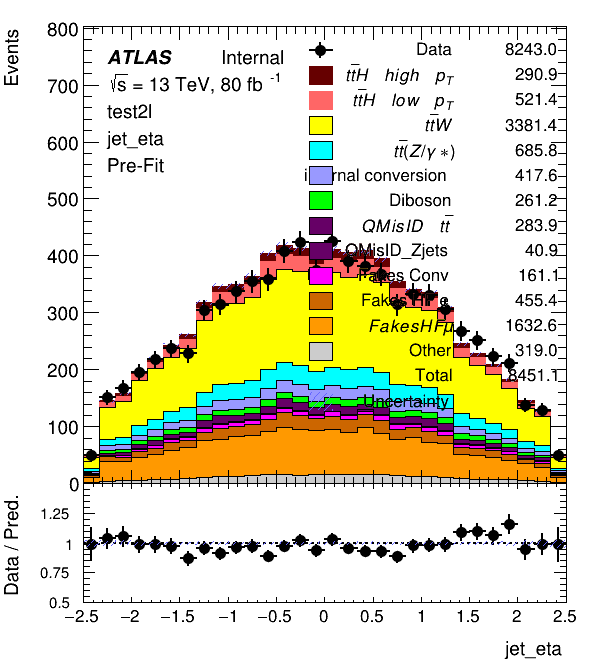 Events
800
700
600
500
400
300
200
100
0
ATLAS Internal
√s = 13 TeV, 80 fb -1
test2l
jet_eta
Pre-Fit
Data 8243.0
tt̄H high pT 290.9
tt̄H low pT 521.4
tt̄W 3381.4
tt̄(Z/γ*) 685.8
rnal conversion 417.6
Diboson 261.2
QMisID tt̄ 283.9
QMisID_Zjets 40.9
Fakes Conv 161.1
Fakes e 455.4
FakesHFμ 1632.6
Other 319.0
Total 8451.1
Uncertainty
Data / Pred.
1.25
1
0.75
0.5
−2.5 −2 −1.5 −1 −0.5 0 0.5 1 1.5 2 2.5
jet_eta